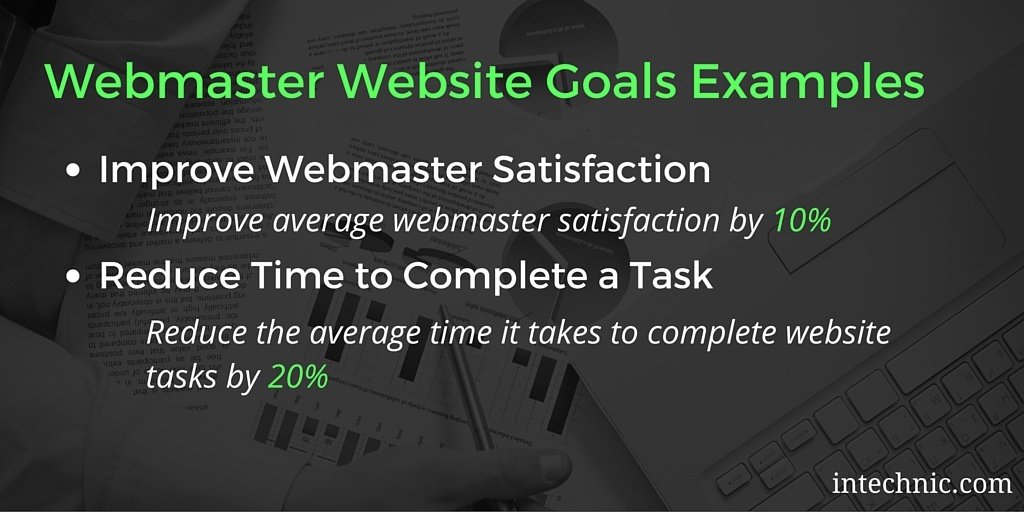 Webmaster Website Goals Examples
• Improve Webmaster Satisfaction
Improve average webmaster satisfaction by 10%
• Reduce Time to Complete a Task
Reduce the average time it takes to complete website
tasks by 20%
intechnic.com